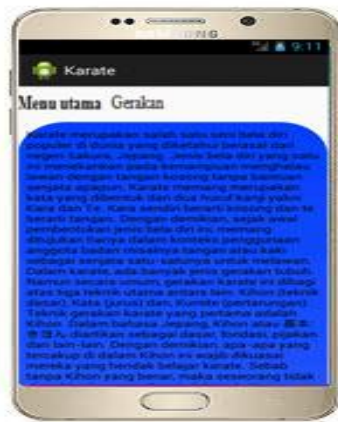 SAMSUNG
9:11
Karate
Menu utama Gerakan
Karate merupakan salah satu seni bela diri
populer di dunia yang diketahui berasal dari
negeri sakura, Jepang. Jenis bela diri yang satu
ini menekankan pada kemampuan menghadapi
lawan dengan tangan kosong tanpa bantuan
senjata apapun. Karate memang merupakan
kata yang dibentuk dari dua huruf kanji yakni
Kara dan Te. Kara sendiri berarti kosong dan te
berarti tangan. Dengan demikian, sejak awal
pembentukan jenis bela diri ini, memang
ditujukan hanya dalam konteks penggunaan
anggota badan misalnya tangan atau kaki
sebagai senjata satu-satunya untuk melawan.
Dalam karate, ada banyak jenis gerakan tubuh.
Namun secara umum, gerakan karate ini dibagi
atas tiga teknik utama antara lain: Kihon (teknik
dasar), Kata (jurus) dan, Kumite (pertarungan).
Teknik gerakan karate yang pertama adalah
Kihon. Dalam bahasa Jepang, Kihon atau 基本
diartikan sebagai dasar, fondasi, pijakan
dan lain-lain. Dengan demikian, apa-apa yang
tercakup di dalam Kihon ini wajib dikuasai
mereka yang hendak belajar karate. Sebab
tanpa Kihon yang benar, maka seseorang tidak